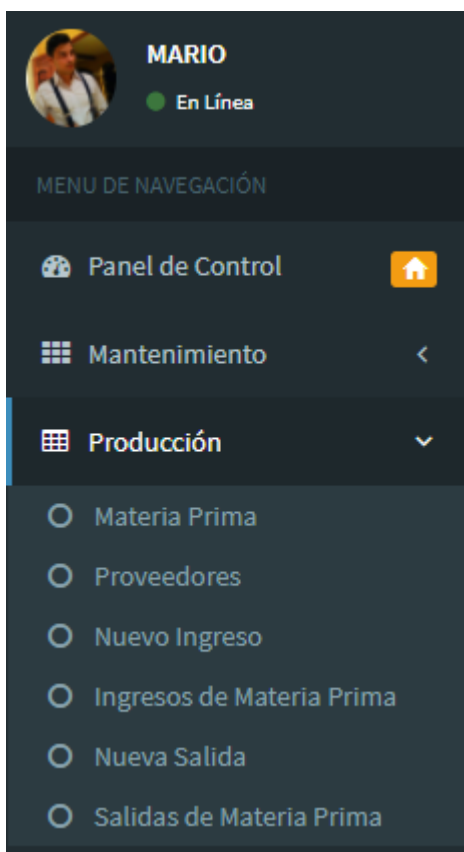 MARIO
En Línea
MENU DE NAVEGACIÓN
Panel de Control
Mantenimiento
Producción
Materia Prima
Proveedores
Nuevo Ingreso
Ingresos de Materia Prima
Nueva Salida
Salidas de Materia Prima